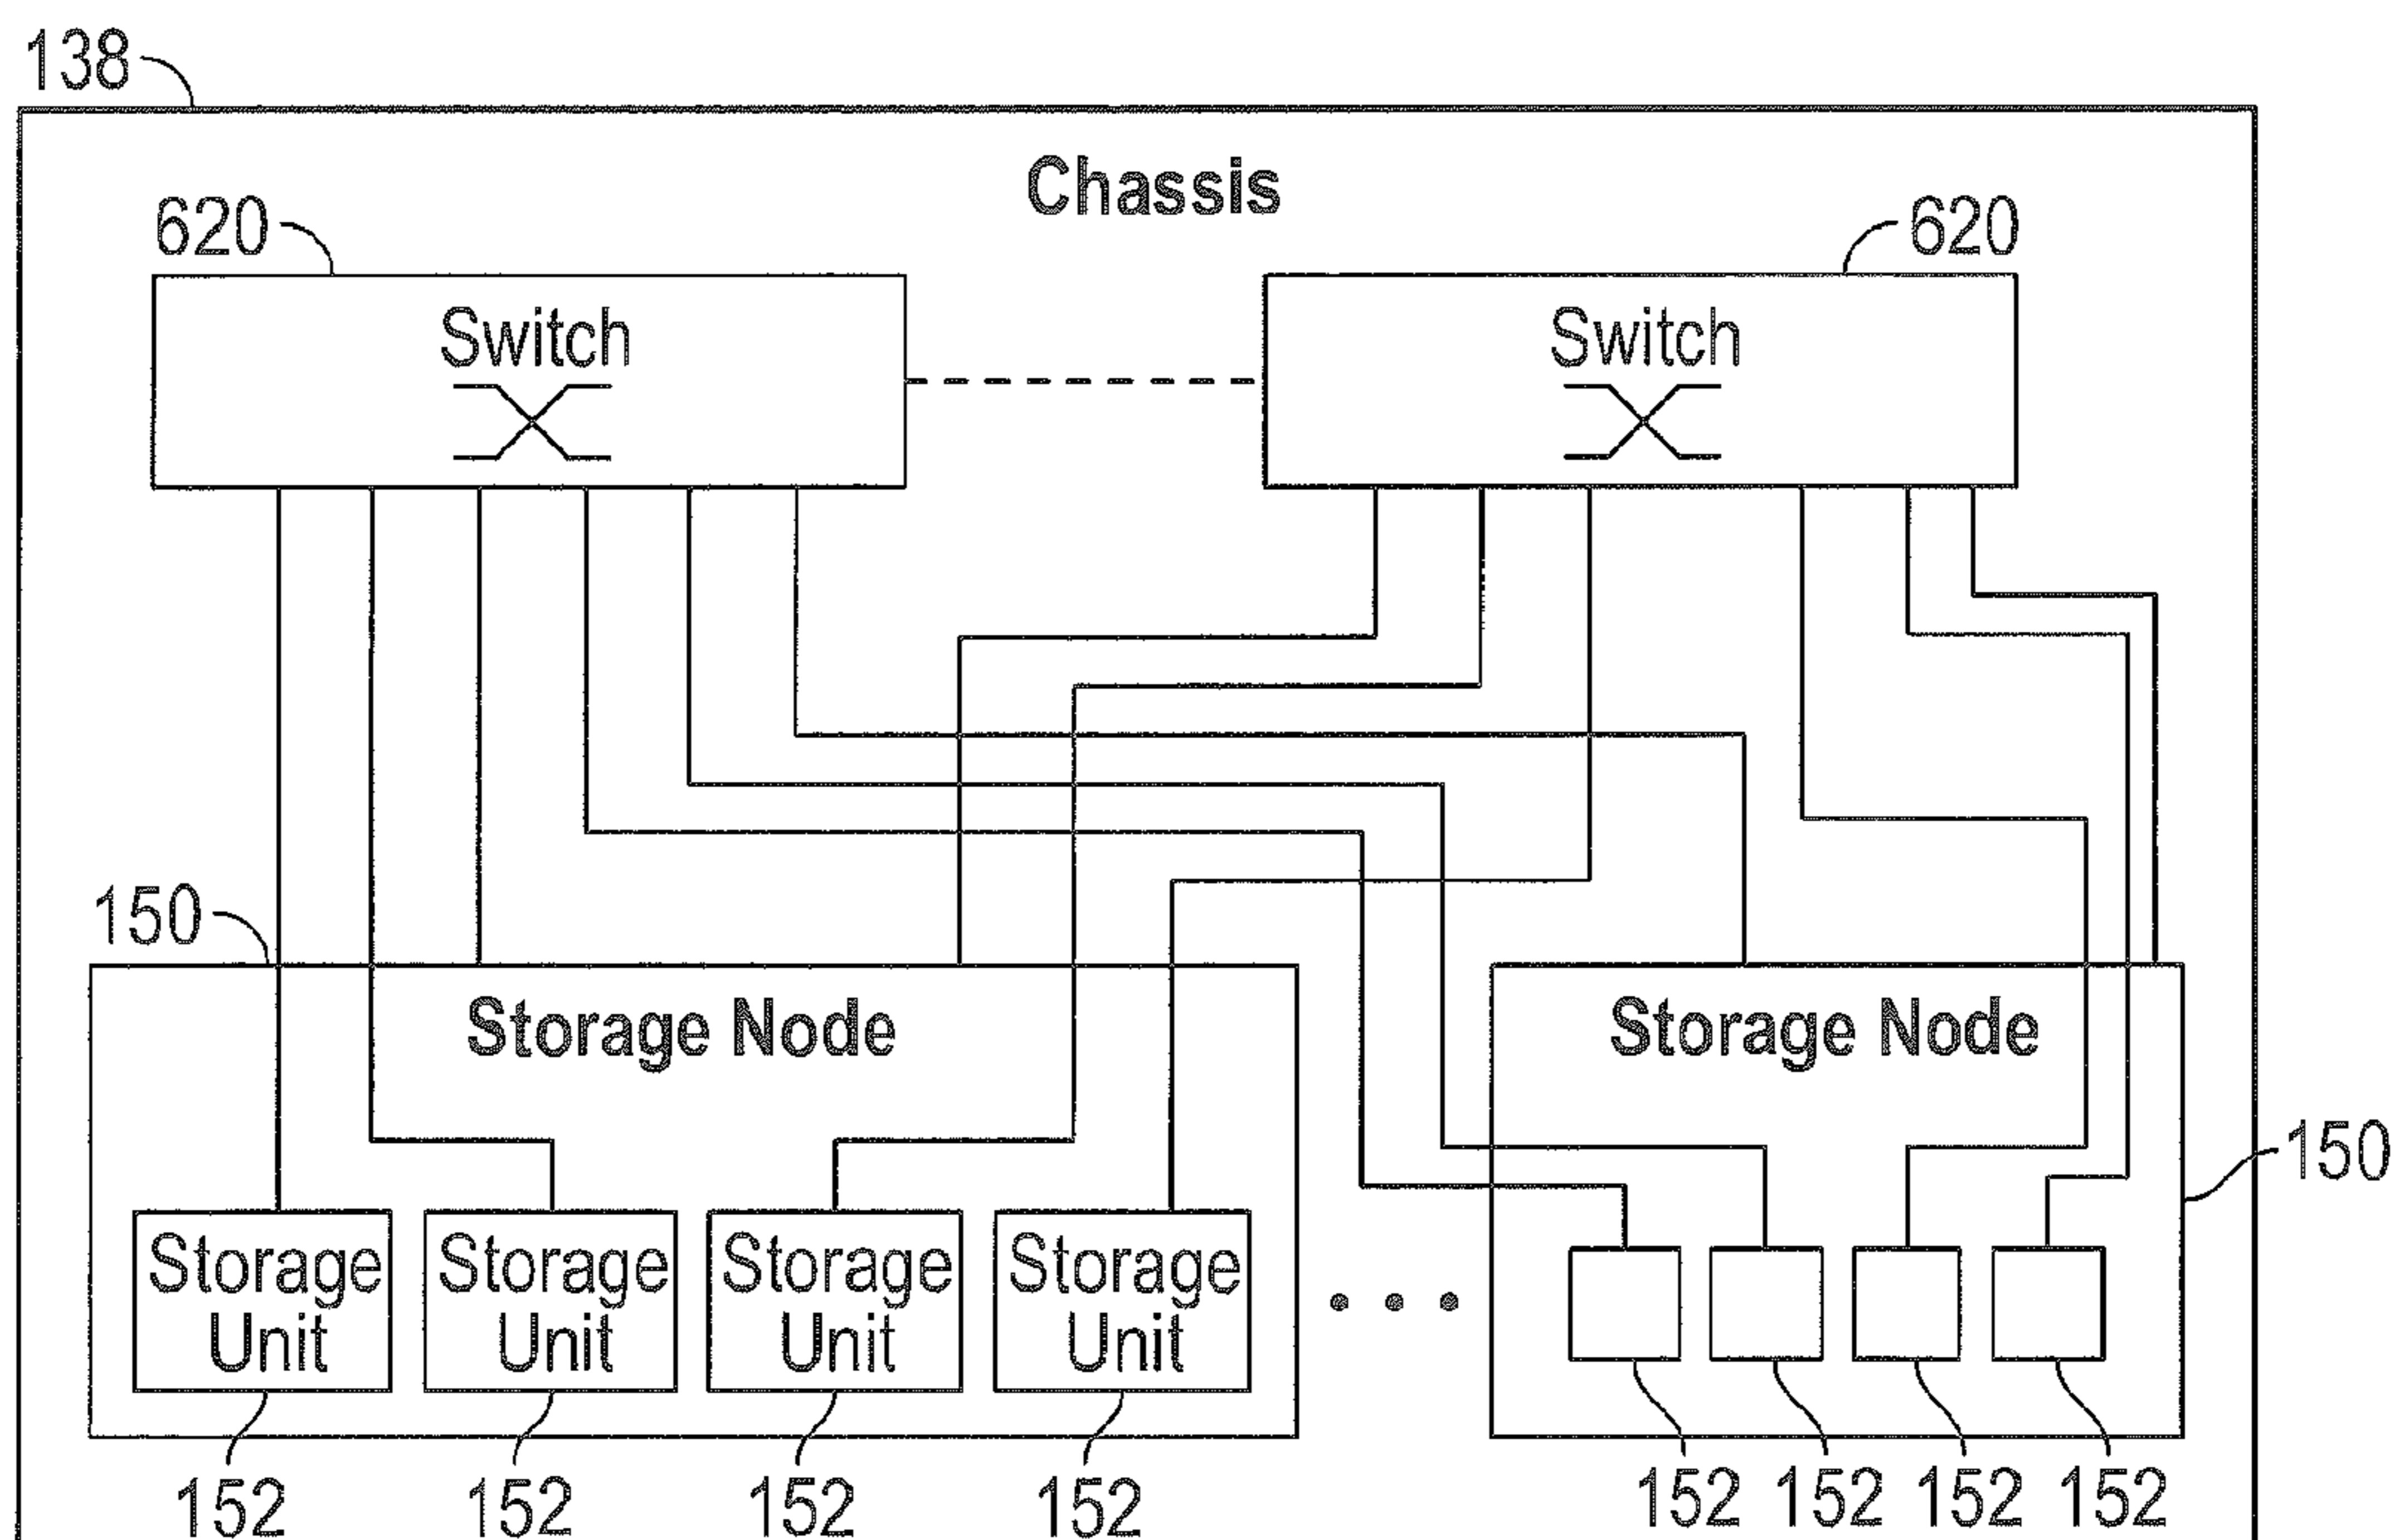 138
Chassis
620
620
Switch
Switch
150
Storage Node
Storage Node
150
Storage
Unit
Storage
Unit
Storage
Unit
Storage
Unit
152
152
152
152
152
152
152
152